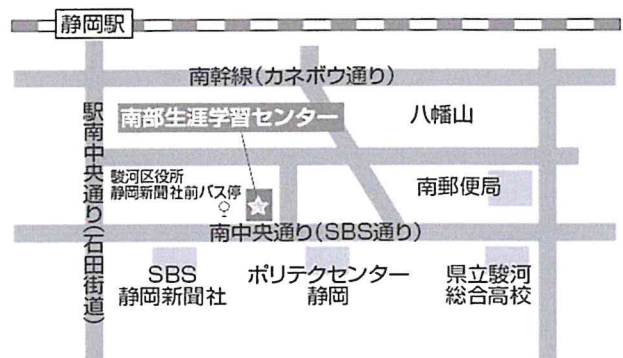 静岡駅
南幹線(カネボウ通り)
南部生涯学習センター
八幡山
駅南中央通り(石田街道)
駿河区役所
静岡新聞社前バス停
南郵便局
南中央通り(SBS通り)
SBS
静岡新聞社
ポリテクセンター
静岡
県立駿河
総合高校